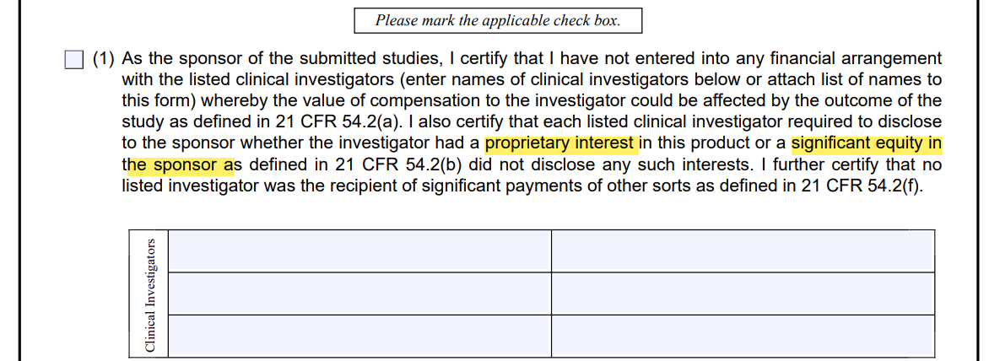 Please mark the applicable check box.
(1) As the sponsor of the submitted studies, I certify that I have not entered into any financial arrangement
with the listed clinical investigators (enter names of clinical investigators below or attach list of names to
this form) whereby the value of compensation to the investigator could be affected by the outcome of the
study as defined in 21 CFR 54.2(a). I also certify that each listed clinical investigator required to disclose
to the sponsor whether the investigator had a proprietary interest in this product or a significant equity in
the sponsor as defined in 21 CFR 54.2(b) did not disclose any such interests. I further certify that no
listed investigator was the recipient of significant payments of other sorts as defined in 21 CFR 54.2(f).
Clinical Investigators